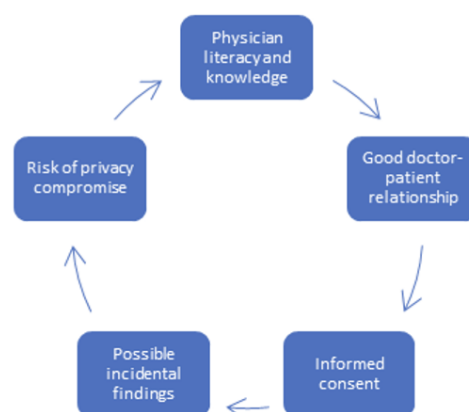 Physician
literacy and
knowledge
Good doctor-
patient
relationship
Informed
consent
Possible
incidental
findings
Risk of privacy
compromise